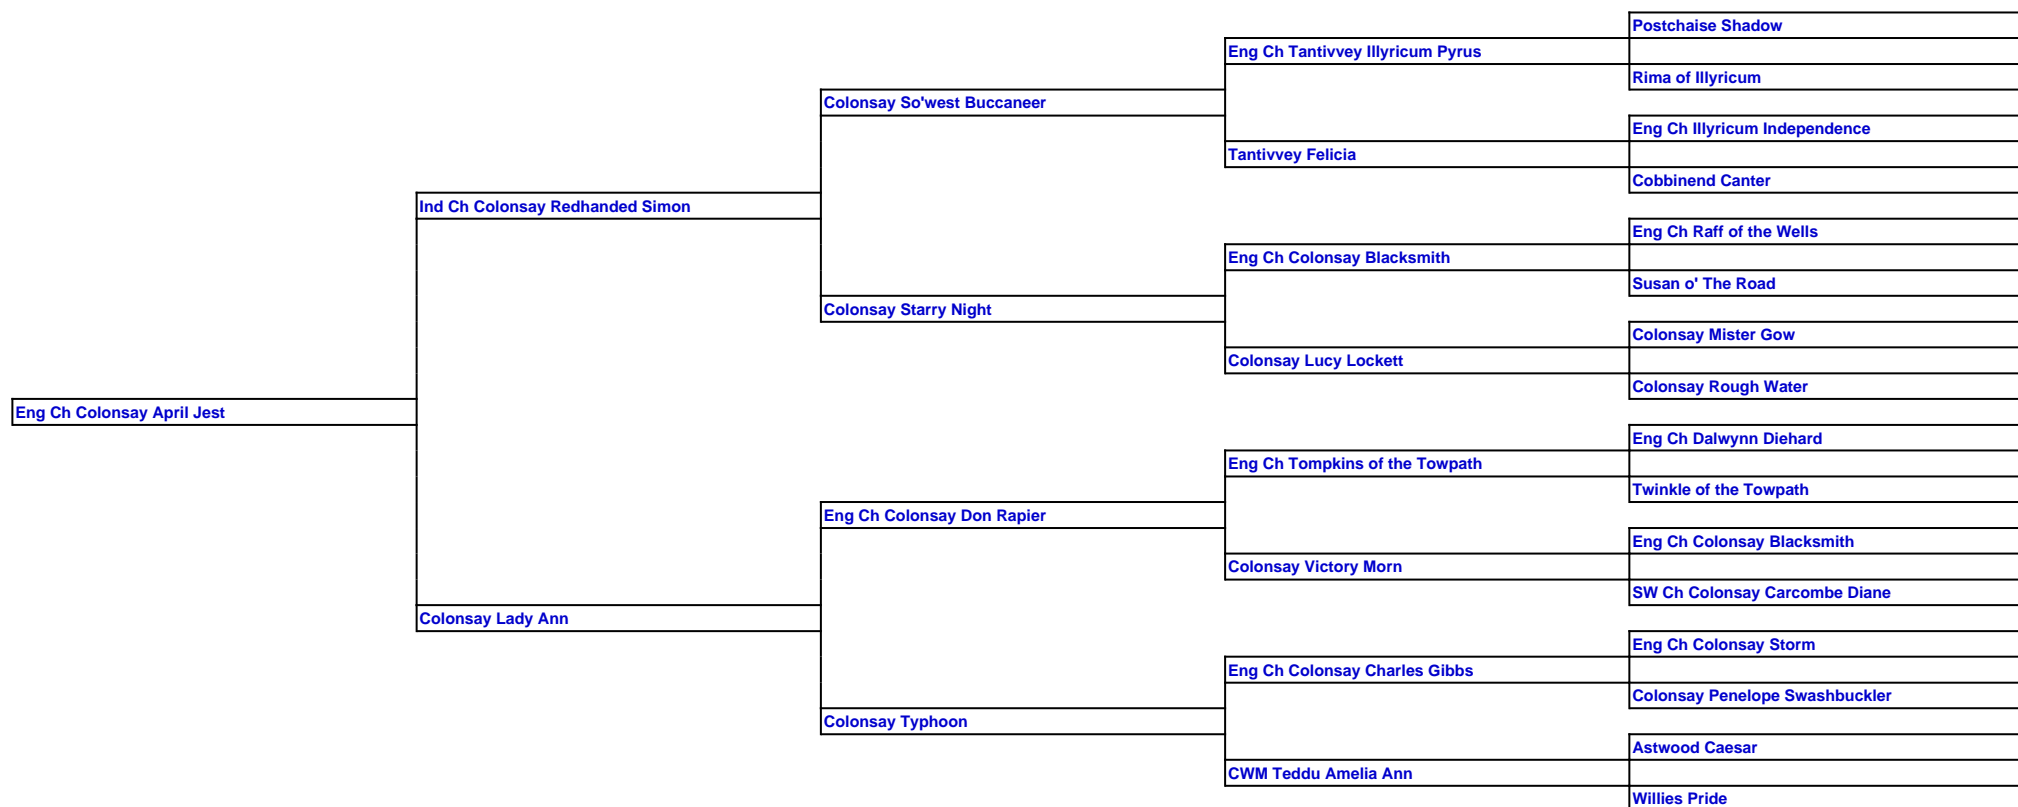 Postchaise Shadow
Eng Ch Tantivvey Illyricum Pyrus
Rima of Illyricum
Colonsay So'west Buccaneer
Eng Ch Illyricum Independence
Tantivvey Felicia
Cobbinend Canter
Ind Ch Colonsay Redhanded Simon
Eng Ch Raff of the Wells
Eng Ch Colonsay Blacksmith
Susan o' The Road
Colonsay Starry Night
Colonsay Mister Gow
Colonsay Lucy Lockett
Colonsay Rough Water
Eng Ch Colonsay April Jest
Eng Ch Dalwynn Diehard
Eng Ch Tompkins of the Towpath
Twinkle of the Towpath
Eng Ch Colonsay Don Rapier
Eng Ch Colonsay Blacksmith
Colonsay Victory Morn
SW Ch Colonsay Carcombe Diane
Colonsay Lady Ann
Eng Ch Colonsay Storm
Eng Ch Colonsay Charles Gibbs
Colonsay Penelope Swashbuckler
Colonsay Typhoon
Astwood Caesar
CWM Teddu Amelia Ann
Willies Pride